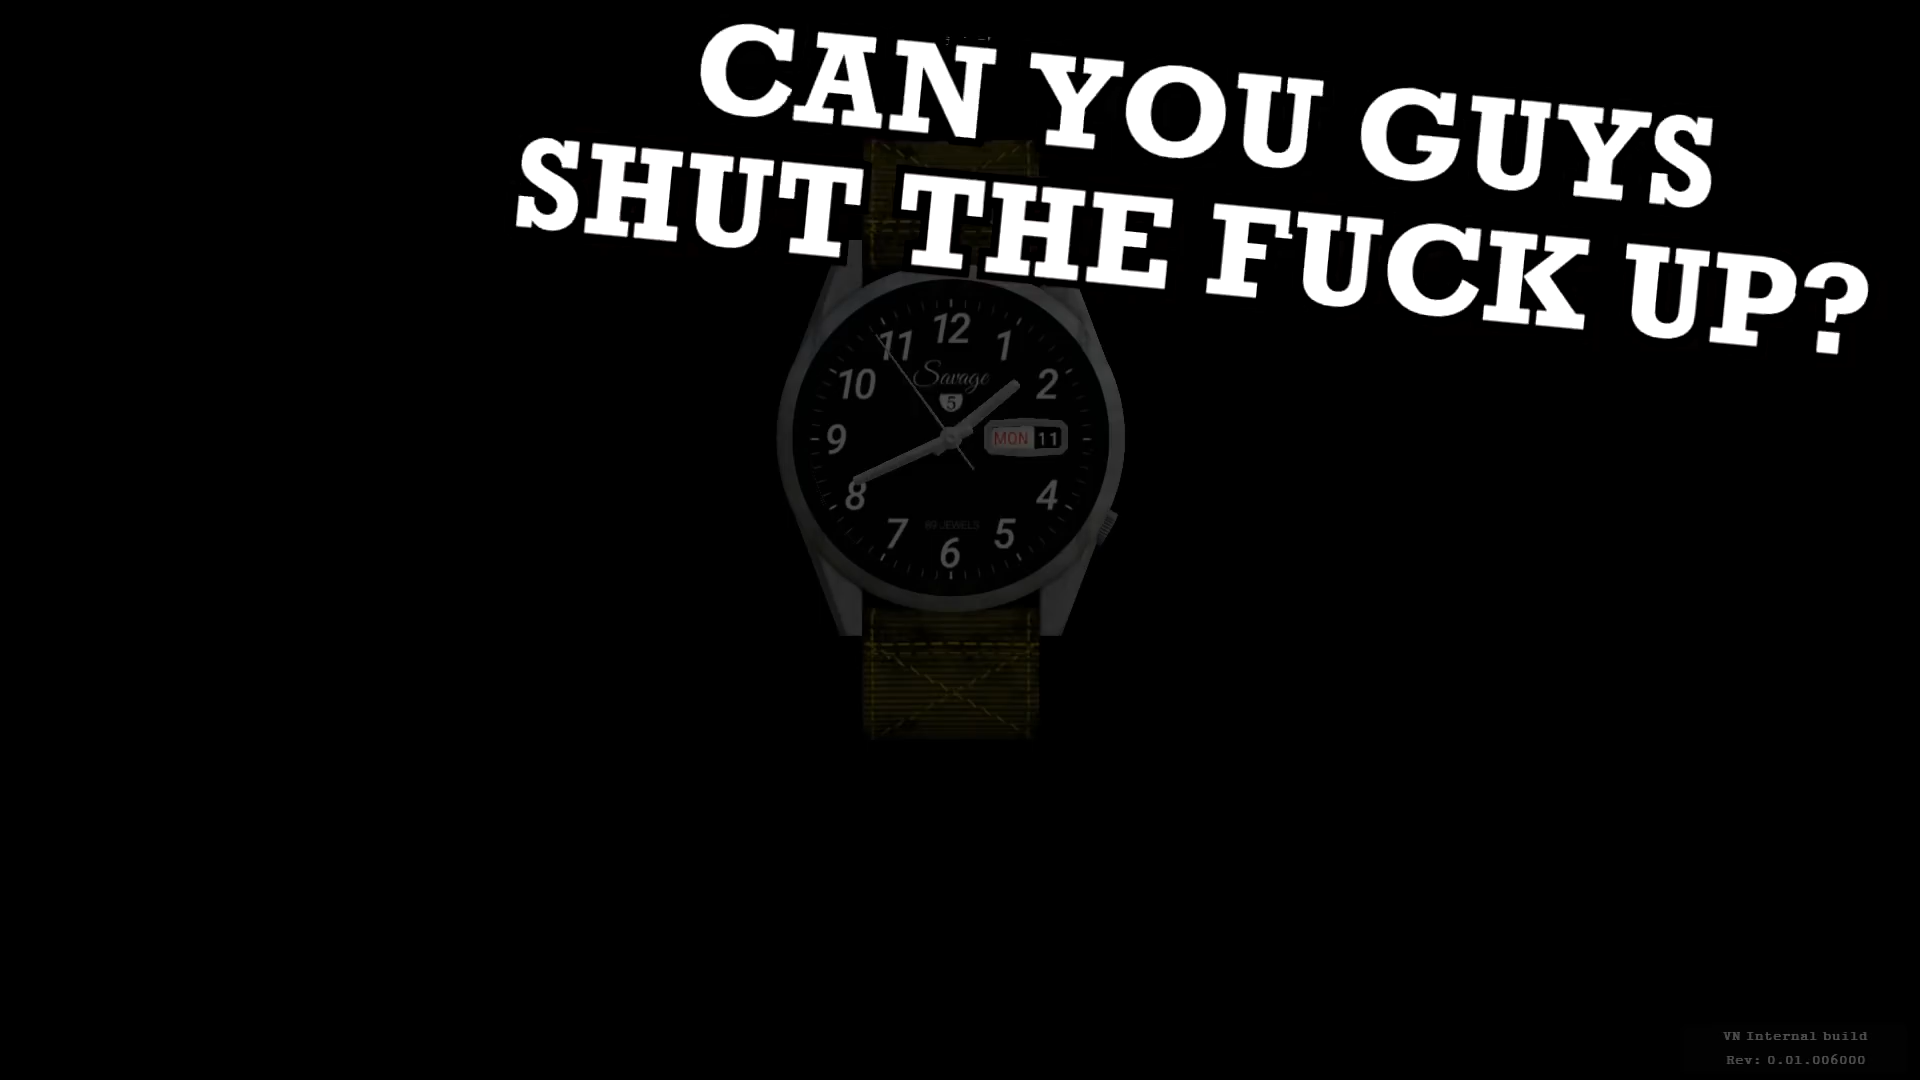 CAN YOU GUYS
SHUT THE FUCK UP?
12
11
1
10
Savage
2
5
9
MON 11
8
4
7
JEWELS
5
6
VN Internal build
Rev: 0.01.006000